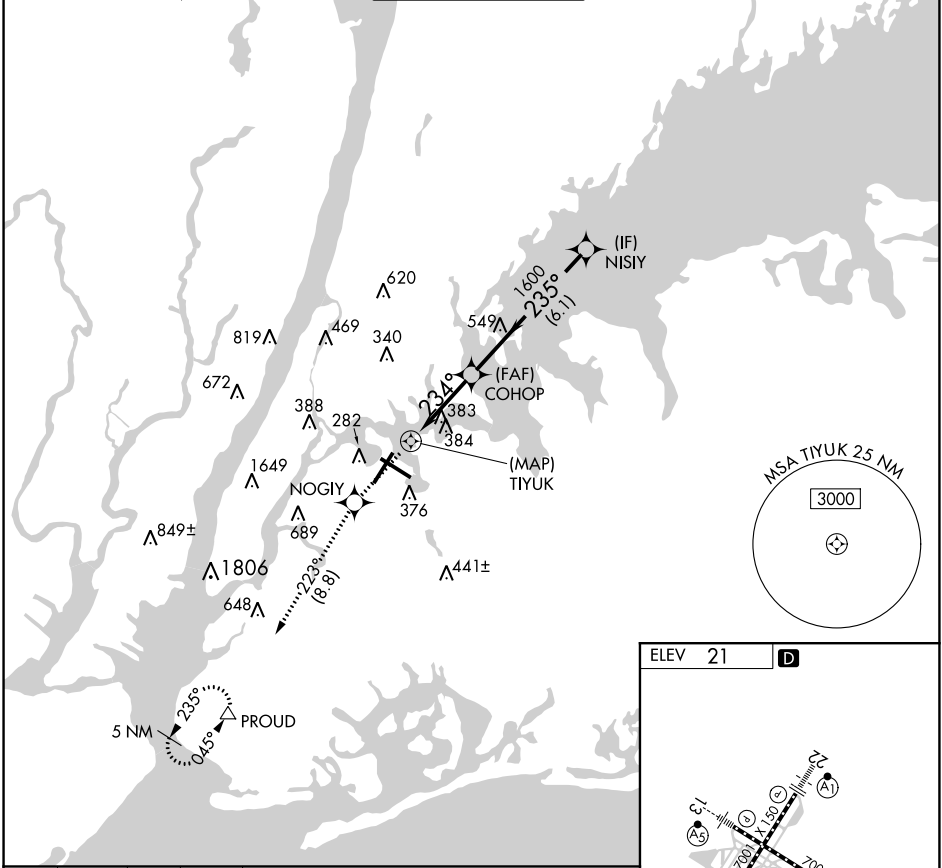 (IF)
NISIY
1600
235°
(6.1)
620
549
819
469
340
672
(FAF)
COHOP
234°
383
384
388
282
(MAP)
TIYUK
1649
NOGIY
376
689
849±
1806
441±
648
223°
(8.8)
MSA TIYUK 25 NM
3000
235°
5 NM
045°
PROUD
ELEV 21 D
22
A1
P
13
P
A5
7001 X 150
700